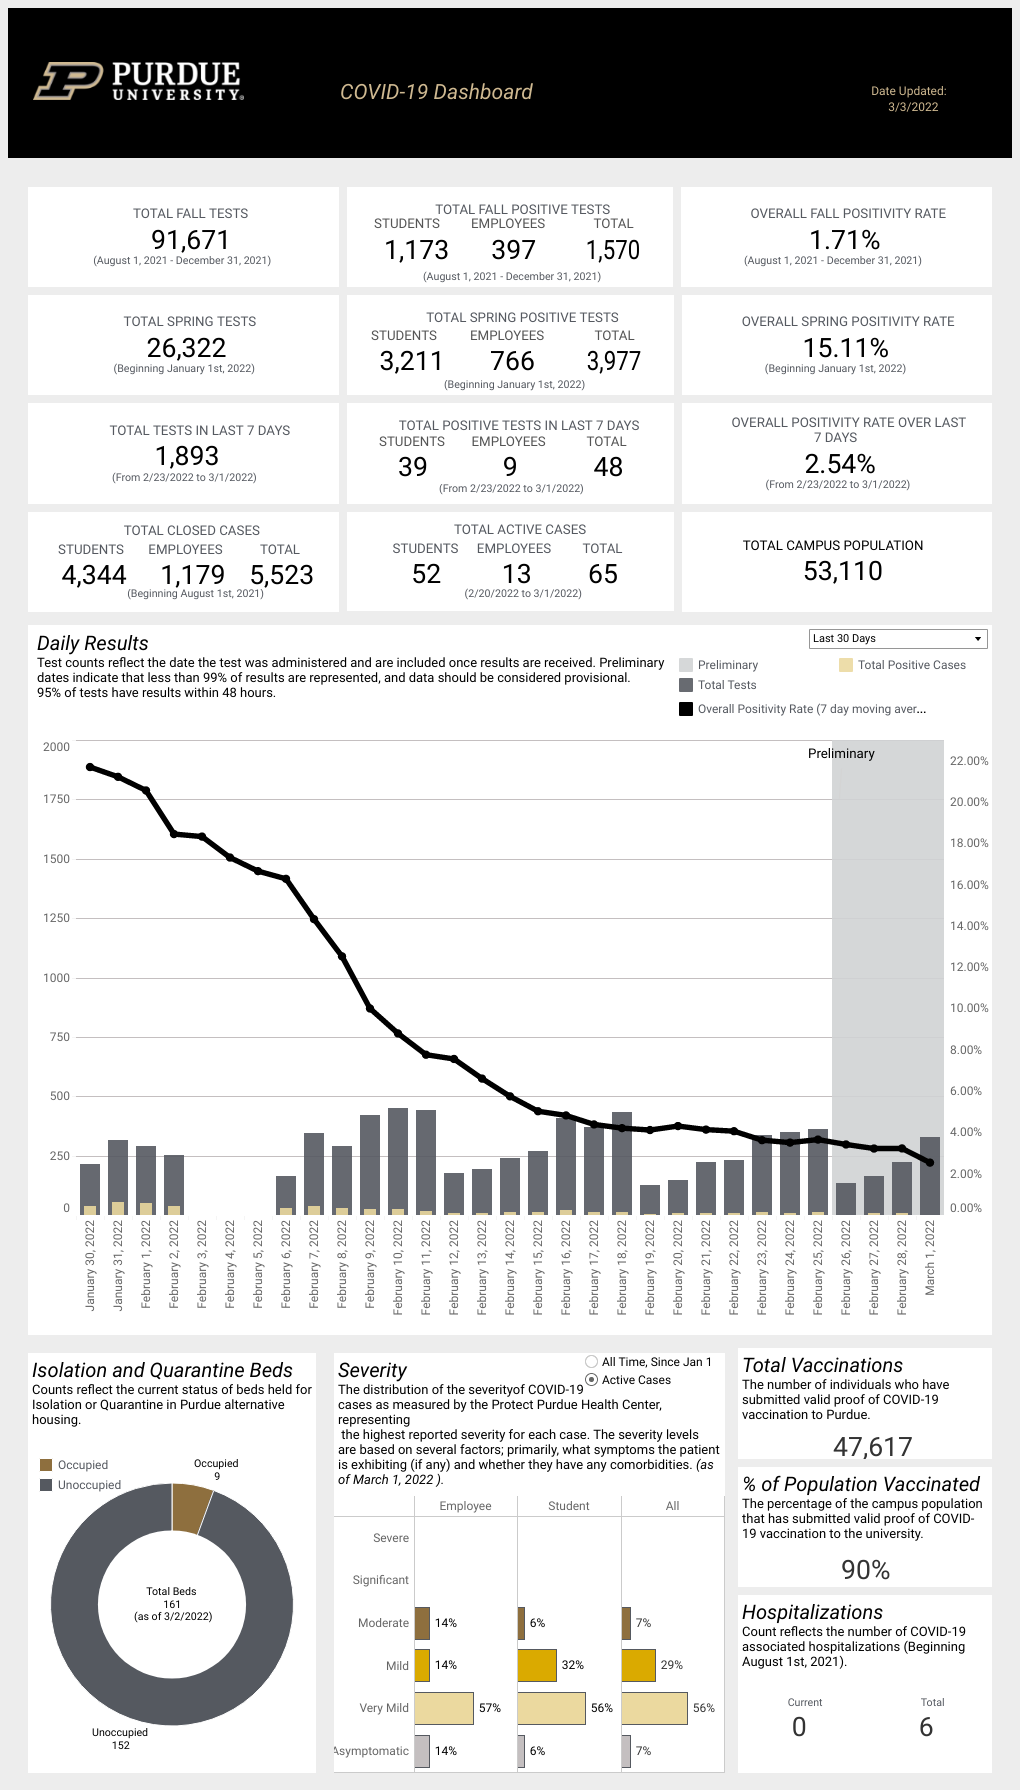 PURDUE
UNIVERSITY®
COVID-19 Dashboard
Date Updated:
3/3/2022
TOTAL FALL TESTS
91,671
(August 1, 2021 - December 31, 2021)
TOTAL FALL POSITIVE TESTS
STUDENTS EMPLOYEES TOTAL
1,173 397 1,570
(August 1, 2021 - December 31, 2021)
OVERALL FALL POSITIVITY RATE
1.71%
(August 1, 2021 - December 31, 2021)
TOTAL SPRING TESTS
26,322
(Beginning January 1st, 2022)
TOTAL SPRING POSITIVE TESTS
STUDENTS EMPLOYEES TOTAL
3,211 766 3,977
(Beginning January 1st, 2022)
OVERALL SPRING POSITIVITY RATE
15.11%
(Beginning January 1st, 2022)
TOTAL TESTS IN LAST 7 DAYS
1,893
(From 2/23/2022 to 3/1/2022)
TOTAL POSITIVE TESTS IN LAST 7 DAYS
STUDENTS EMPLOYEES TOTAL
39 9 48
(From 2/23/2022 to 3/1/2022)
OVERALL POSITIVITY RATE OVER LAST
7 DAYS
2.54%
(From 2/23/2022 to 3/1/2022)
TOTAL CLOSED CASES
STUDENTS EMPLOYEES TOTAL
4,344 1,179 5,523
(Beginning August 1st, 2021)
TOTAL ACTIVE CASES
STUDENTS EMPLOYEES TOTAL
52 13 65
(2/20/2022 to 3/1/2022)
TOTAL CAMPUS POPULATION
53,110
Daily Results
Test counts reflect the date the test was administered and are included once results are received. Preliminary
dates indicate that less than 99% of results are represented, and data should be considered provisional.
95% of tests have results within 48 hours.
Last 30 Days
Preliminary
Total Positive Cases
Total Tests
Overall Positivity Rate (7 day moving aver...
Preliminary
2000
1750
1500
1250
1000
750
500
250
0
22.00%
20.00%
18.00%
16.00%
14.00%
12.00%
10.00%
8.00%
6.00%
4.00%
2.00%
0.00%
January 30, 2022
January 31, 2022
February 1, 2022
February 2, 2022
February 3, 2022
February 4, 2022
February 5, 2022
February 6, 2022
February 7, 2022
February 8, 2022
February 9, 2022
February 10, 2022
February 11, 2022
February 12, 2022
February 13, 2022
February 14, 2022
February 15, 2022
February 16, 2022
February 17, 2022
February 18, 2022
February 19, 2022
February 20, 2022
February 21, 2022
February 22, 2022
February 23, 2022
February 24, 2022
February 25, 2022
February 26, 2022
February 27, 2022
February 28, 2022
March 1, 2022
Isolation and Quarantine Beds
Counts reflect the current status of beds held for
Isolation or Quarantine in Purdue alternative
housing.
Occupied
Unoccupied
Occupied
9
Total Beds
161
(as of 3/2/2022)
Unoccupied
152
Severity
All Time, Since Jan 1
Active Cases
The distribution of the severityof COVID-19
cases as measured by the Protect Purdue Health Center,
representing
the highest reported severity for each case. The severity levels
are based on several factors; primarily, what symptoms the patient
is exhibiting (if any) and whether they have any comorbidities. (as
of March 1, 2022 ).
Employee Student All
Severe
Significant
Moderate 14% 6% 7%
Mild 14% 32% 29%
Very Mild 57% 56% 56%
Asymptomatic 14% 6% 7%
Total Vaccinations
The number of individuals who have
submitted valid proof of COVID-19
vaccination to Purdue.
47,617
% of Population Vaccinated
The percentage of the campus population
that has submitted valid proof of COVID-
19 vaccination to the university.
90%
Hospitalizations
Count reflects the number of COVID-19
associated hospitalizations (Beginning
August 1st, 2021).
Current Total
0 6